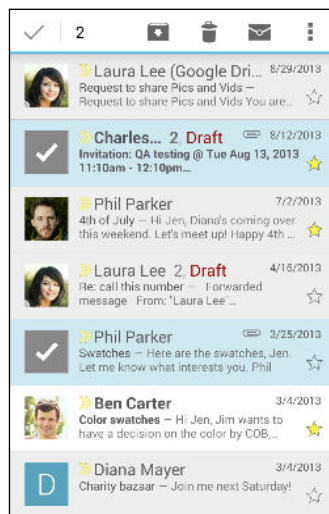 2
Laura Lee (Google Dri... 8/29/2013
Request to share Pics and Vids –
Request to share Pics and Vids You are...
Charles... 2, Draft 8/12/2013
Invitation: QA testing @ Tue Aug 13, 2013
11:10am - 12:10pm...
Phil Parker 7/2/2013
4th of July – Hi Jen, Diana's coming over
this weekend. Let's meet up! Happy 4th ...
Laura Lee 2, Draft 4/16/2013
Re: call this number – Forwarded
message From: "Laura Lee"...
Phil Parker 3/25/2013
Swatches – Here are the swatches, Jen.
Let me know what interests you. Phil
Ben Carter 3/4/2013
Color swatches – Hi Jen, Jim wants to
have a decision on the color by COB,...
D
Diana Mayer 3/4/2013
Charity bazaar – Join me next Saturday!